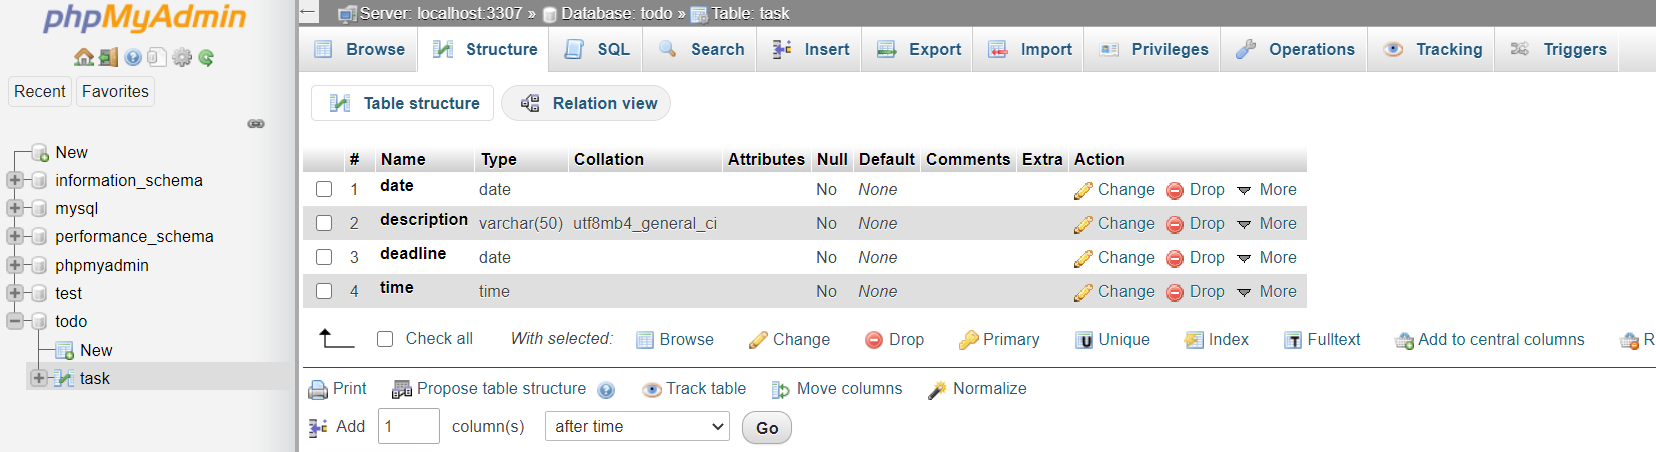 phpMyAdmin
Recent Favorites
New
information_schema
mysql
performance_schema
phpmyadmin
test
todo
New
task
Server: localhost:3307 » Database: todo » Table: task
Browse Structure SQL Search Insert Export Import Privileges Operations Tracking Triggers
Table structure Relation view
# Name Type Collation Attributes Null Default Comments Extra Action
1 date date No None Change Drop More
2 description varchar(50) utf8mb4_general_ci No None Change Drop More
3 deadline date No None Change Drop More
4 time time No None Change Drop More
Check all With selected: Browse Change Drop Primary Unique Index Fulltext Add to central columns R
Print Propose table structure Track table Move columns Normalize
Add 1 column(s) after time Go